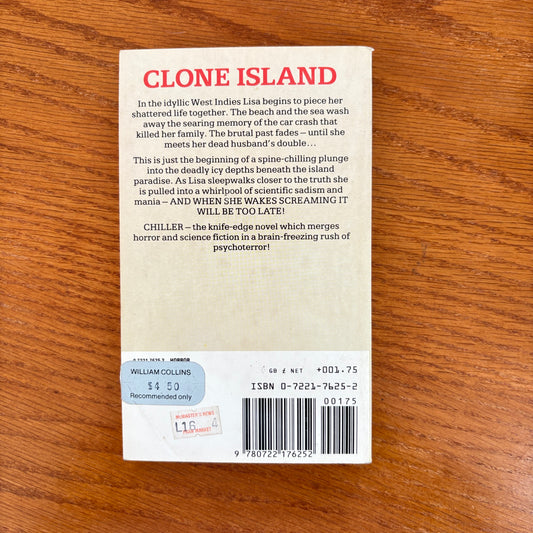 CLONE ISLAND
In the idyllic West Indies Lisa begins to piece her
shattered life together. The beach and the sea wash
away the searing memory of the car crash that
killed her family. The brutal past fades – until she
meets her dead husband's double...
This is just the beginning of a spine-chilling plunge
into the deadly icy depths beneath the island
paradise. As Lisa sleepwalks closer to the truth she
is pulled into a whirlpool of scientific sadism and
mania – AND WHEN SHE WAKES SCREAMING IT
WILL BE TOO LATE!
CHILLER – the knife-edge novel which merges
horror and science fiction in a brain-freezing rush of
psychoterror!
HORROR
WILLIAM COLLINS
$4 50
Recommended only
GB £ NET +001.75
ISBN 0-7221-7625-2
00175
L16 4
9 780722 176252